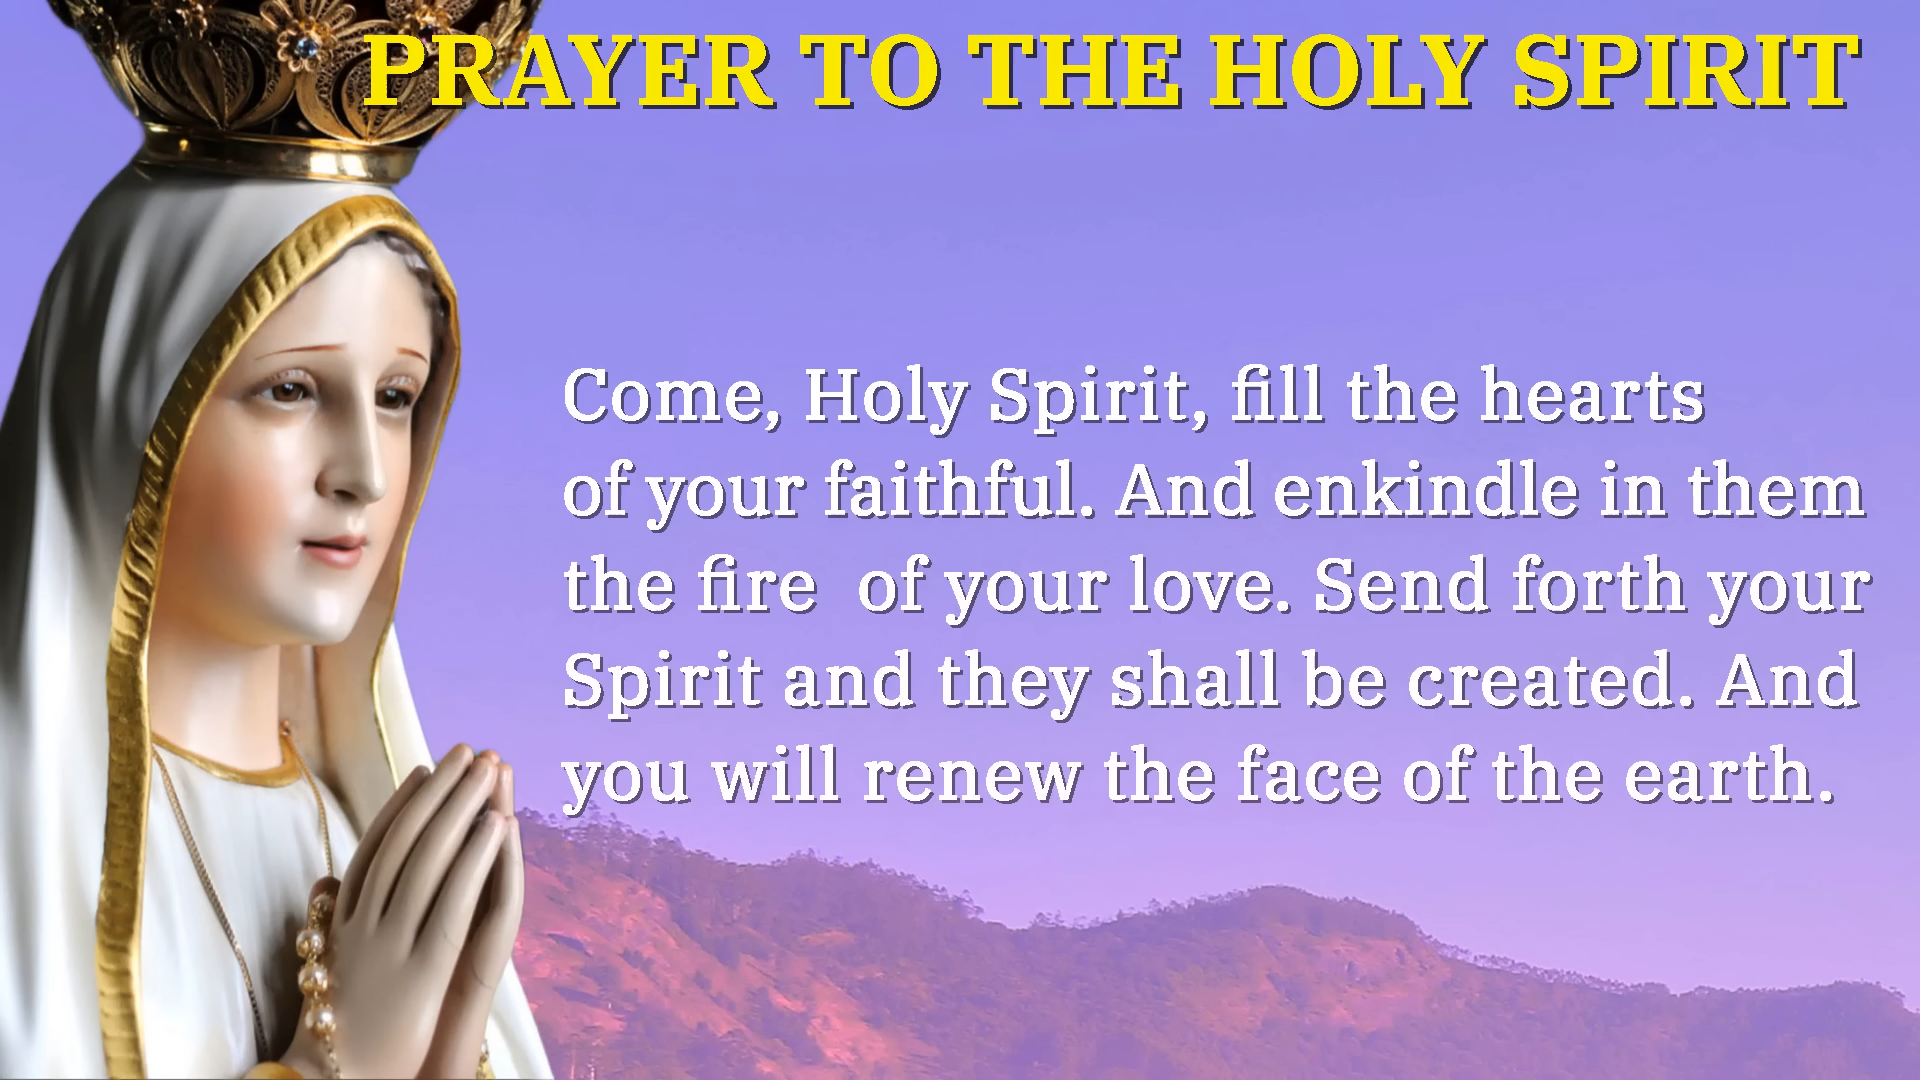 PRAYER TO THE HOLY SPIRIT
Come, Holy Spirit, fill the hearts
of your faithful. And enkindle in them
the fire  of your love. Send forth your
Spirit and they shall be created. And
you will renew the face of the earth.